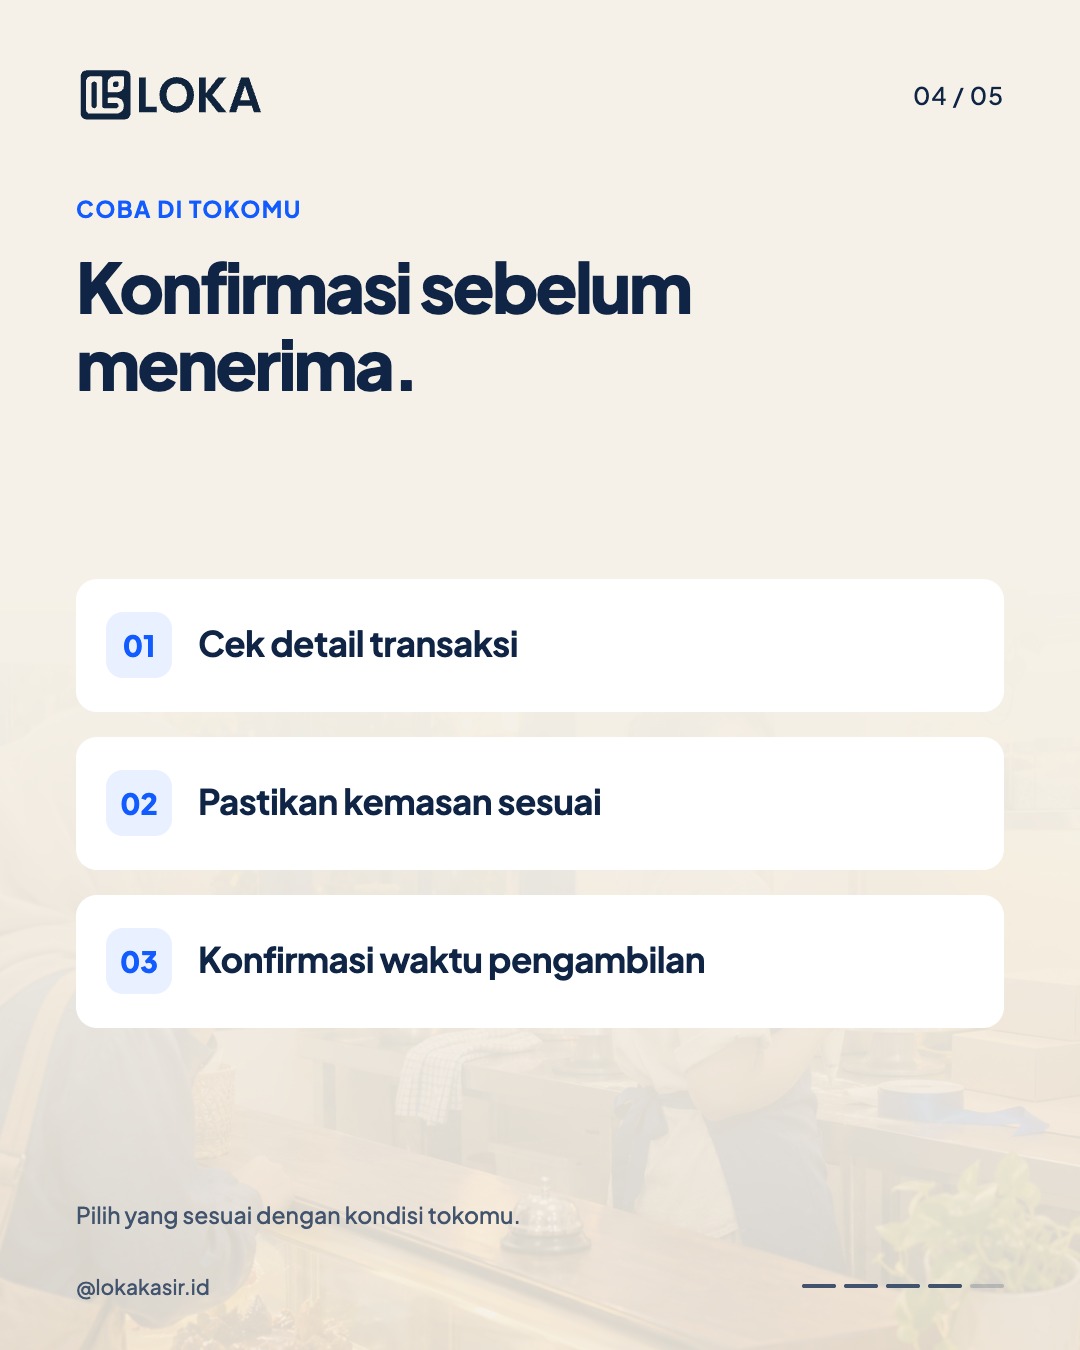 LOKA
04 / 05
COBA DI TOKOMU
Konfirmasi sebelum
menerima.
01 Cek detail transaksi
02 Pastikan kemasan sesuai
03 Konfirmasi waktu pengambilan
Pilih yang sesuai dengan kondisi tokomu.
@lokakasir.id